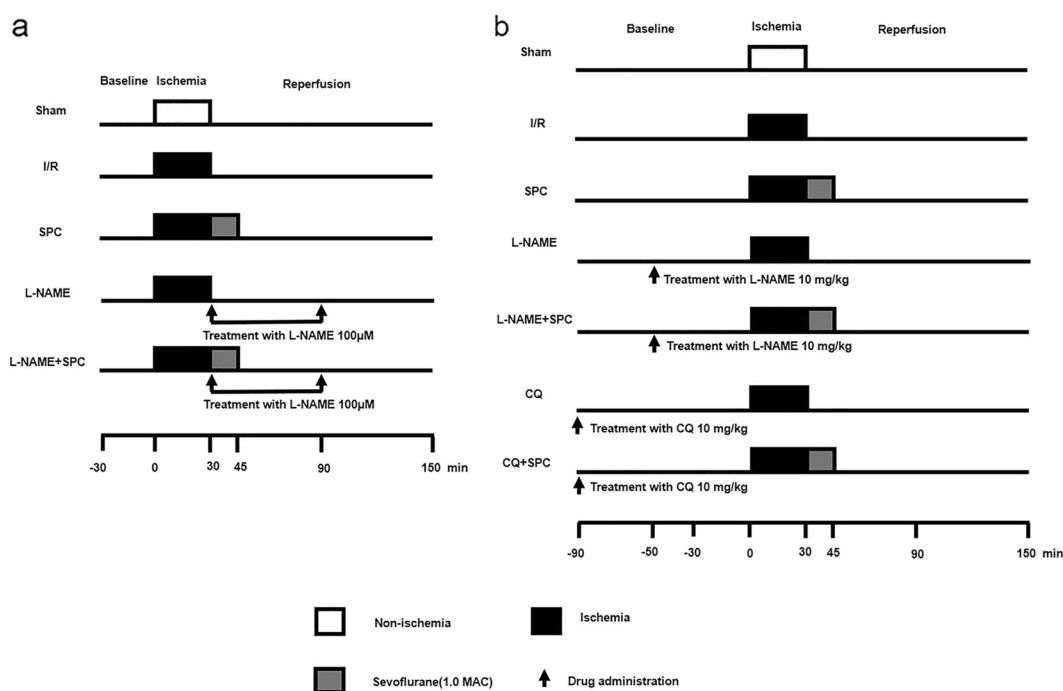 a
Baseline Ischemia Reperfusion
Sham
I/R
SPC
L-NAME
Treatment with L-NAME 100μM
L-NAME+SPC
Treatment with L-NAME 100μM
-30 0 30 45 90 150 min
b
Baseline Ischemia Reperfusion
Sham
I/R
SPC
L-NAME
Treatment with L-NAME 10 mg/kg
L-NAME+SPC
Treatment with L-NAME 10 mg/kg
CQ
Treatment with CQ 10 mg/kg
CQ+SPC
Treatment with CQ 10 mg/kg
-90 -50 -30 0 30 45 90 150 min
Non-ischemia
Ischemia
Sevoflurane(1.0 MAC)
Drug administration